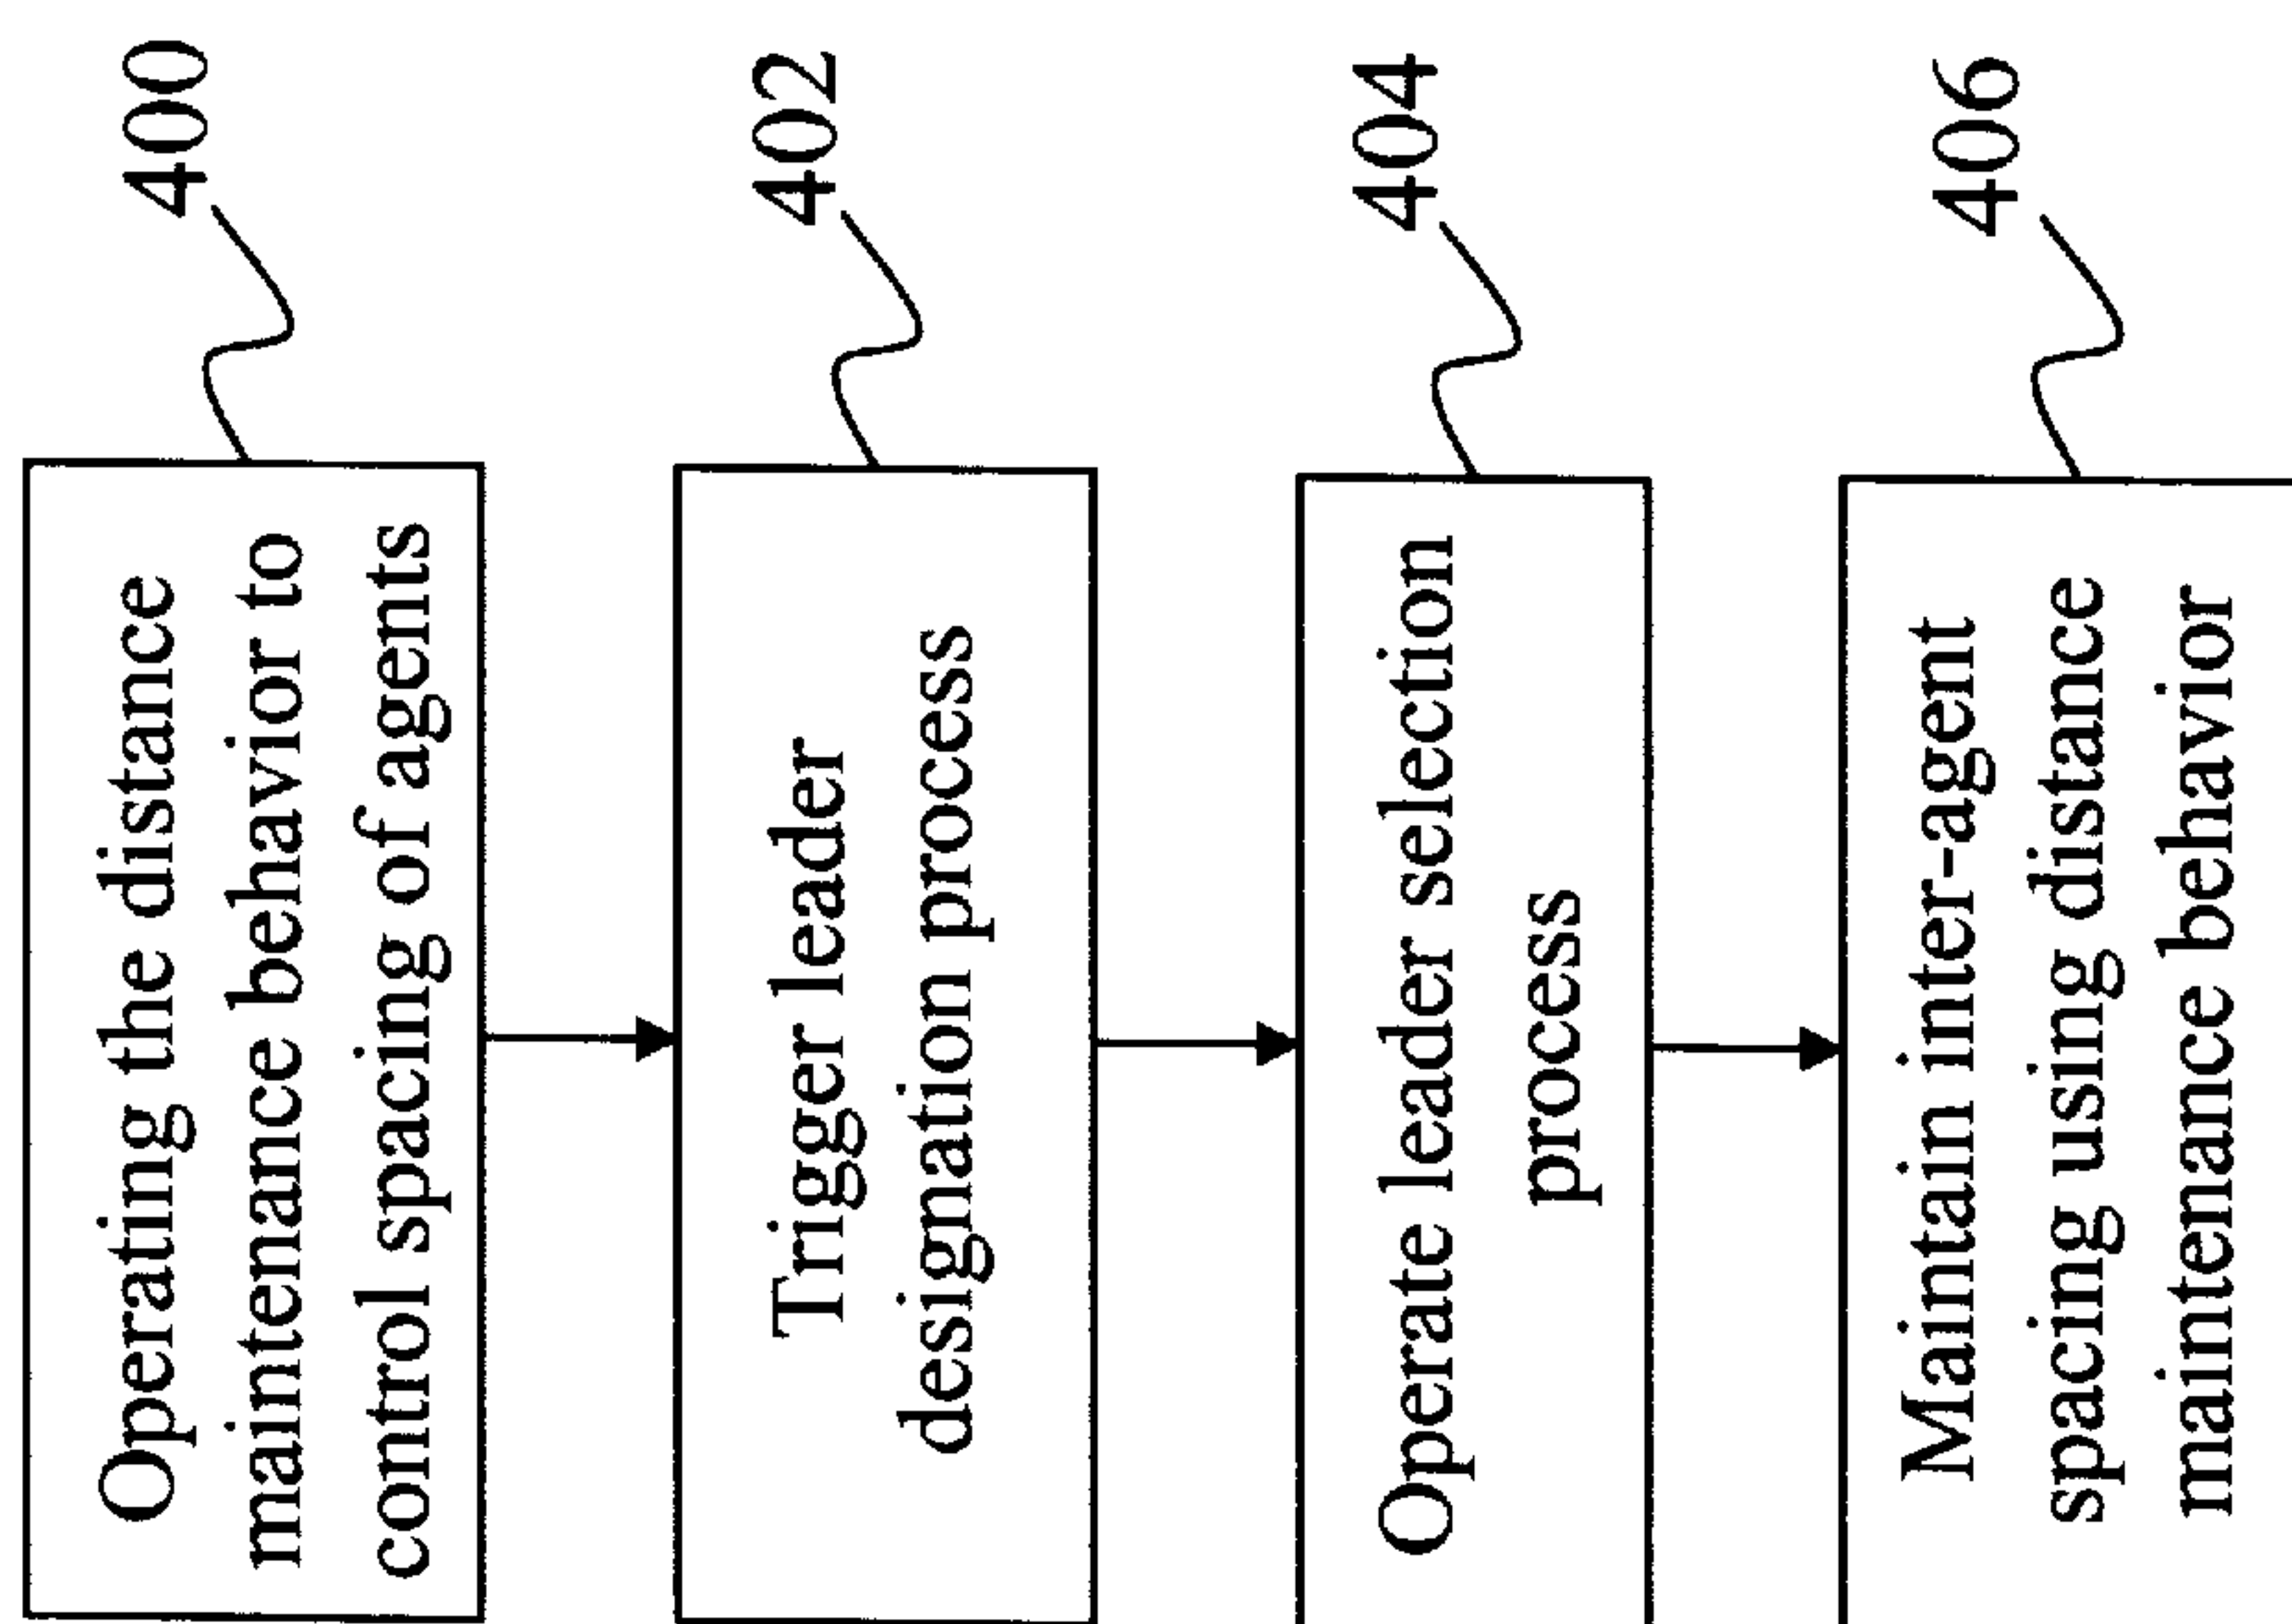 Operating the distance
maintenance behavior to
control spacing of agents
400
Trigger leader
designation process
402
Operate leader selection
process
404
Maintain inter-agent
spacing using distance
maintenance behavior
406